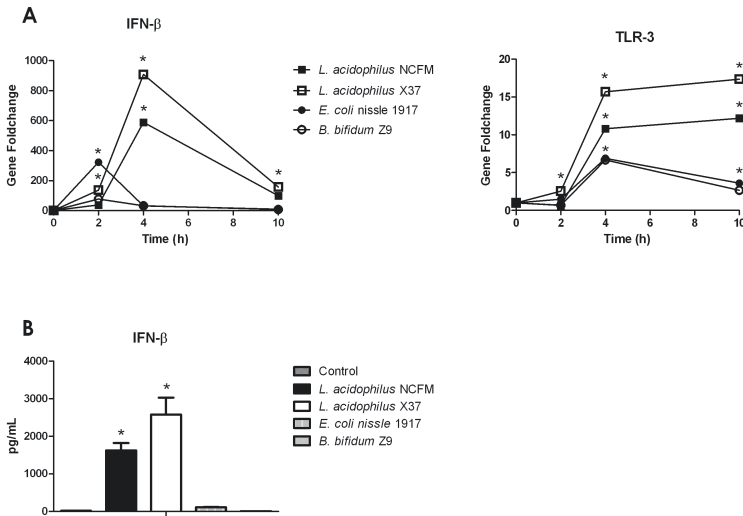 A
IFN-β
TLR-3
Gene Foldchange
1000
800
600
400
200
0
0 2 4 6 8 10
Time (h)
* * * * *
L. acidophilus NCFM
L. acidophilus X37
E. coli nissle 1917
B. bifidum Z9
Gene Foldchange
20
15
10
5
0
0 2 4 6 8 10
Time (h)
* * * * * * *
B
IFN-β
pg/mL
4000
3000
2000
1000
0
* *
Control
L. acidophilus NCFM
L. acidophilus X37
E. coli nissle 1917
B. bifidum Z9